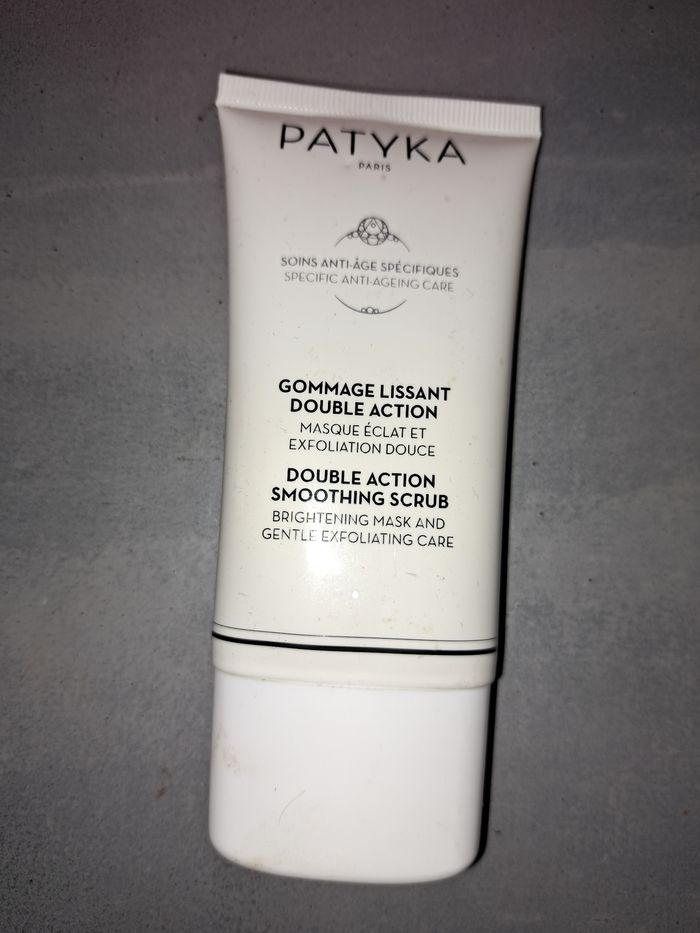 PATYKA
PARIS
SOINS ANTI-ÂGE SPÉCIFIQUES
SPECIFIC ANTI-AGEING CARE
GOMMAGE LISSANT
DOUBLE ACTION
MASQUE ÉCLAT ET
EXFOLIATION DOUCE
DOUBLE ACTION
SMOOTHING SCRUB
BRIGHTENING MASK AND
GENTLE EXFOLIATING CARE